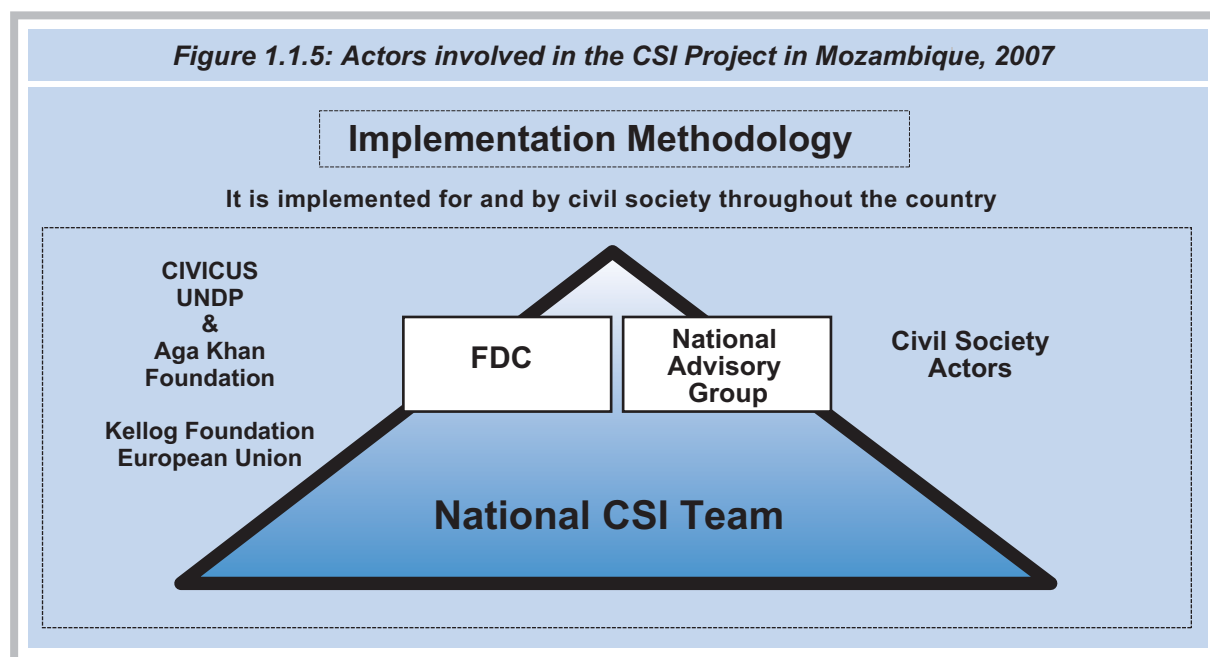 Figure 1.1.5: Actors involved in the CSI Project in Mozambique, 2007
Implementation Methodology
It is implemented for and by civil society throughout the country
CIVICUS
UNDP
&
Aga Khan
Foundation
Kellog Foundation
European Union
FDC
National
Advisory
Group
Civil Society
Actors
National CSI Team